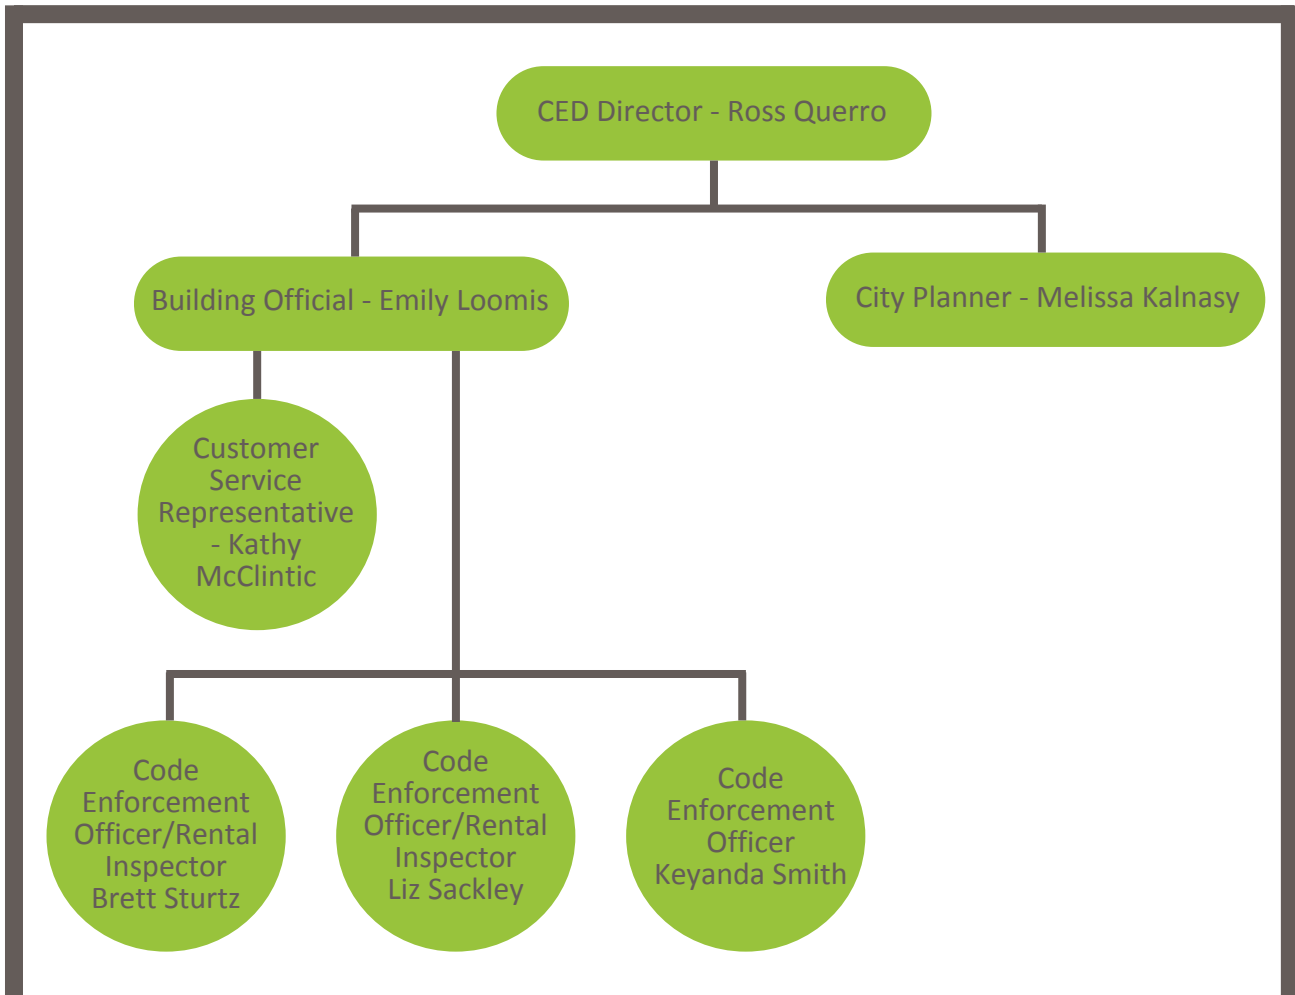 CED Director - Ross Querro
Building Official - Emily Loomis
City Planner - Melissa Kalnasy
Customer
Service
Representative
- Kathy
McClintic
Code
Enforcement
Officer/Rental
Inspector
Brett Sturtz
Code
Enforcement
Officer/Rental
Inspector
Liz Sackley
Code
Enforcement
Officer
Keyanda Smith